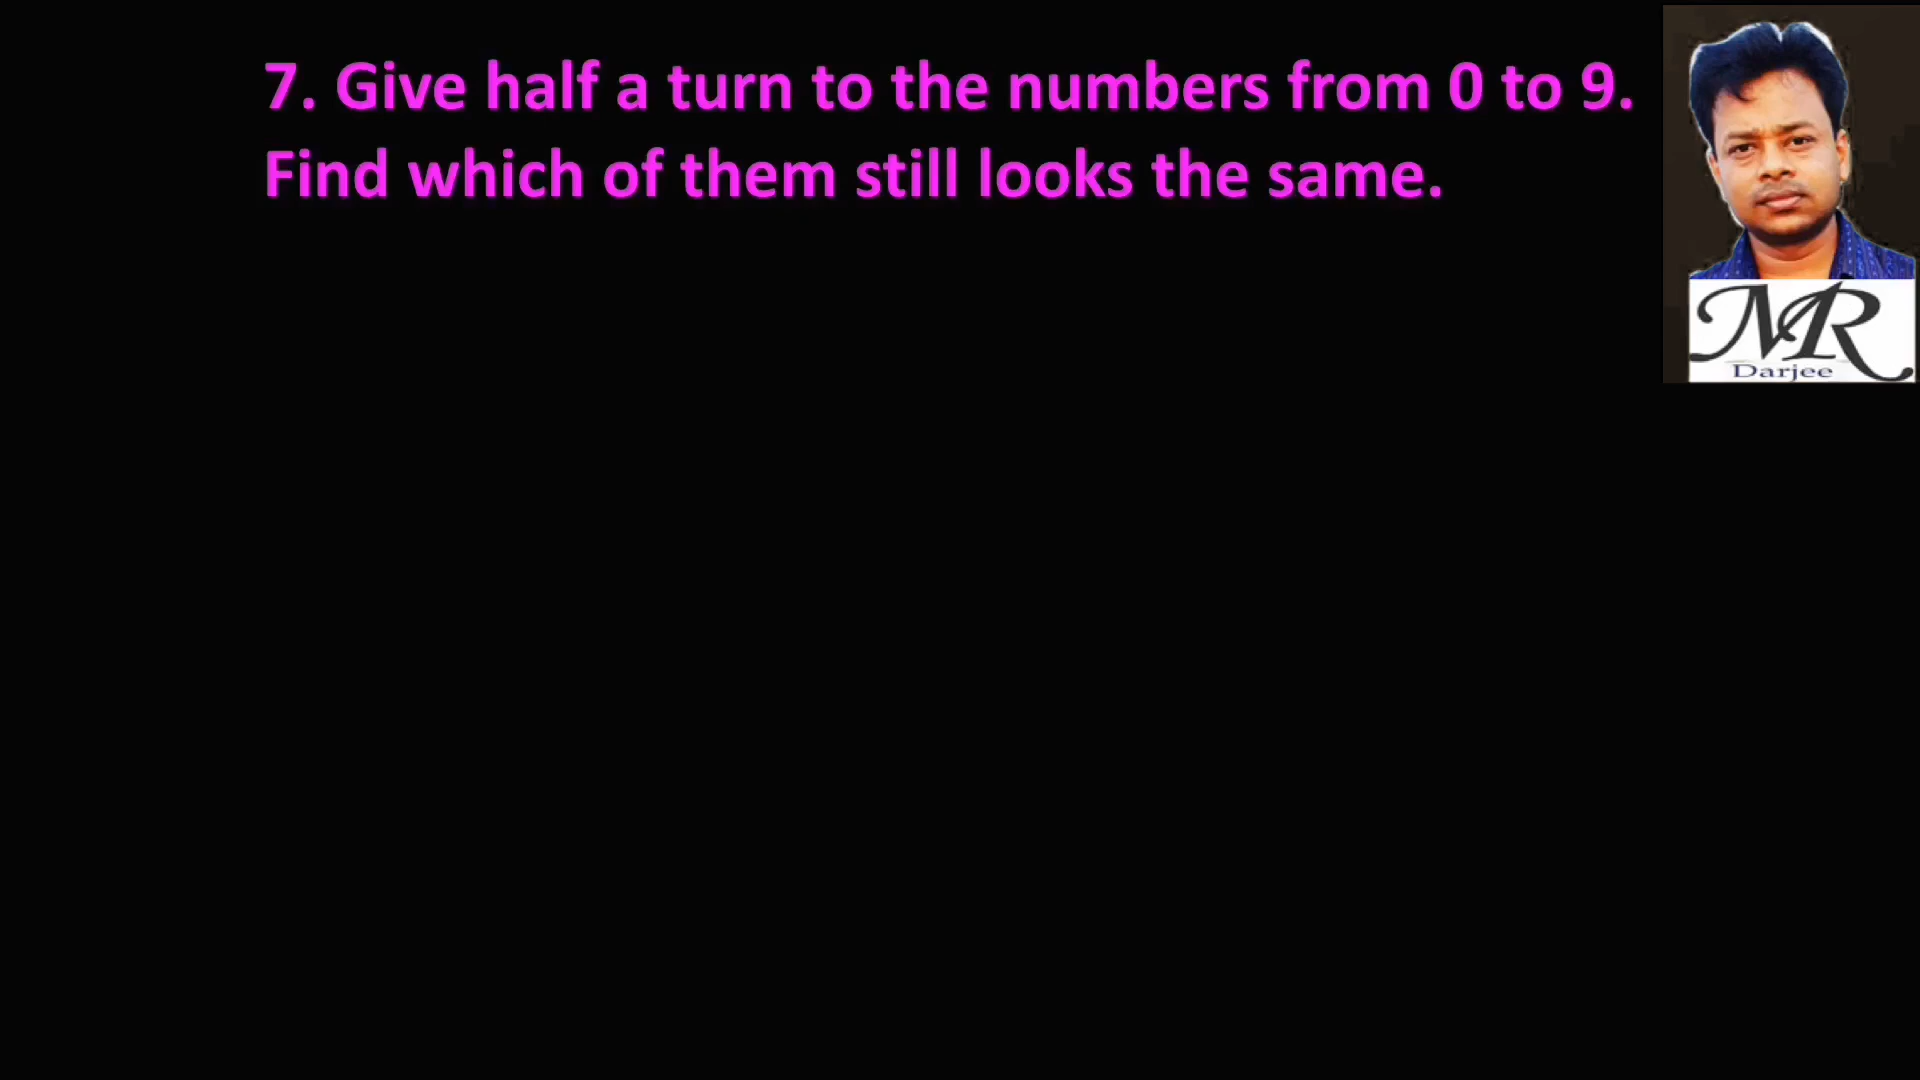 7. Give half a turn to the numbers from 0 to 9.
Find which of them still looks the same.
MR
Darjee